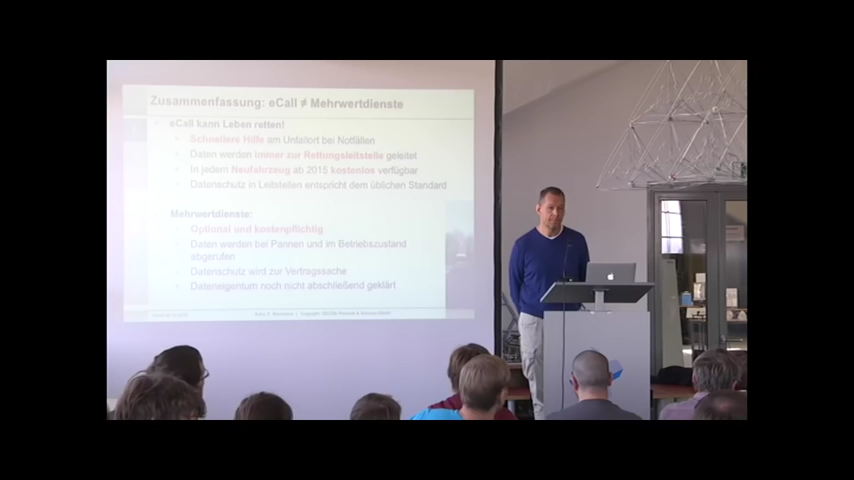 Zusammenfassung: eCall ≠ Mehrwertdienste
eCall kann Leben retten!
Schnellere Hilfe am Unfallort bei Notfällen
Daten werden immer zur Rettungsleitstelle geleitet
In jedem Neufahrzeug ab 2015 kostenlos verfügbar
Datenschutz in Leitstellen entspricht dem üblichen Standard
Mehrwertdienste:
Optional und kostenpflichtig
Daten werden bei Pannen und im Betriebszustand
abgerufen
Datenschutz wird zur Vertragssache
Dateneigentum noch nicht abschließend geklärt